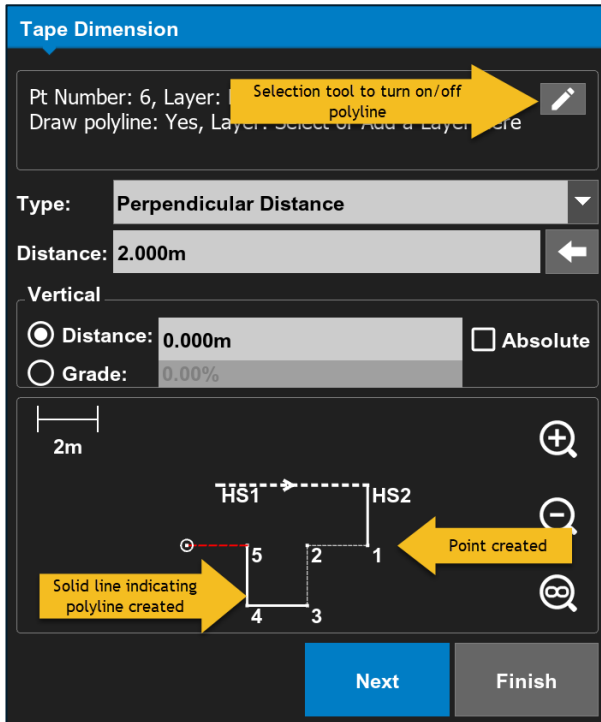 Tape Dimension
Pt Number: 6, Layer:
Selection tool to turn on/off
polyline
Draw polyline: Yes, Layer: Select or Add a Layer here
Type: Perpendicular Distance
Distance: 2.000m
Vertical
Distance: 0.000m
Absolute
Grade: 0.00%
2m
HS1
HS2
5
2
1
Point created
Solid line indicating
polyline created
4
3
Next
Finish